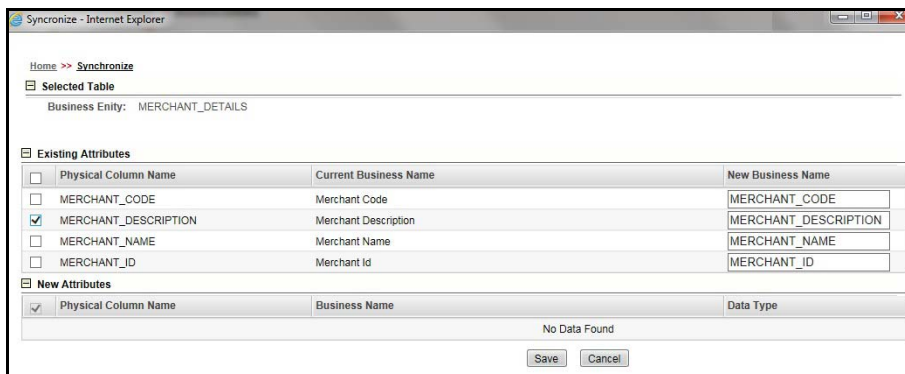 Syncronize - Internet Explorer
Home >> Synchronize
Selected Table
Business Enity: MERCHANT_DETAILS
Existing Attributes
Physical Column Name Current Business Name New Business Name
MERCHANT_CODE Merchant Code MERCHANT_CODE
MERCHANT_DESCRIPTION Merchant Description MERCHANT_DESCRIPTION
MERCHANT_NAME Merchant Name MERCHANT_NAME
MERCHANT_ID Merchant Id MERCHANT_ID
New Attributes
Physical Column Name Business Name Data Type
No Data Found
Save Cancel